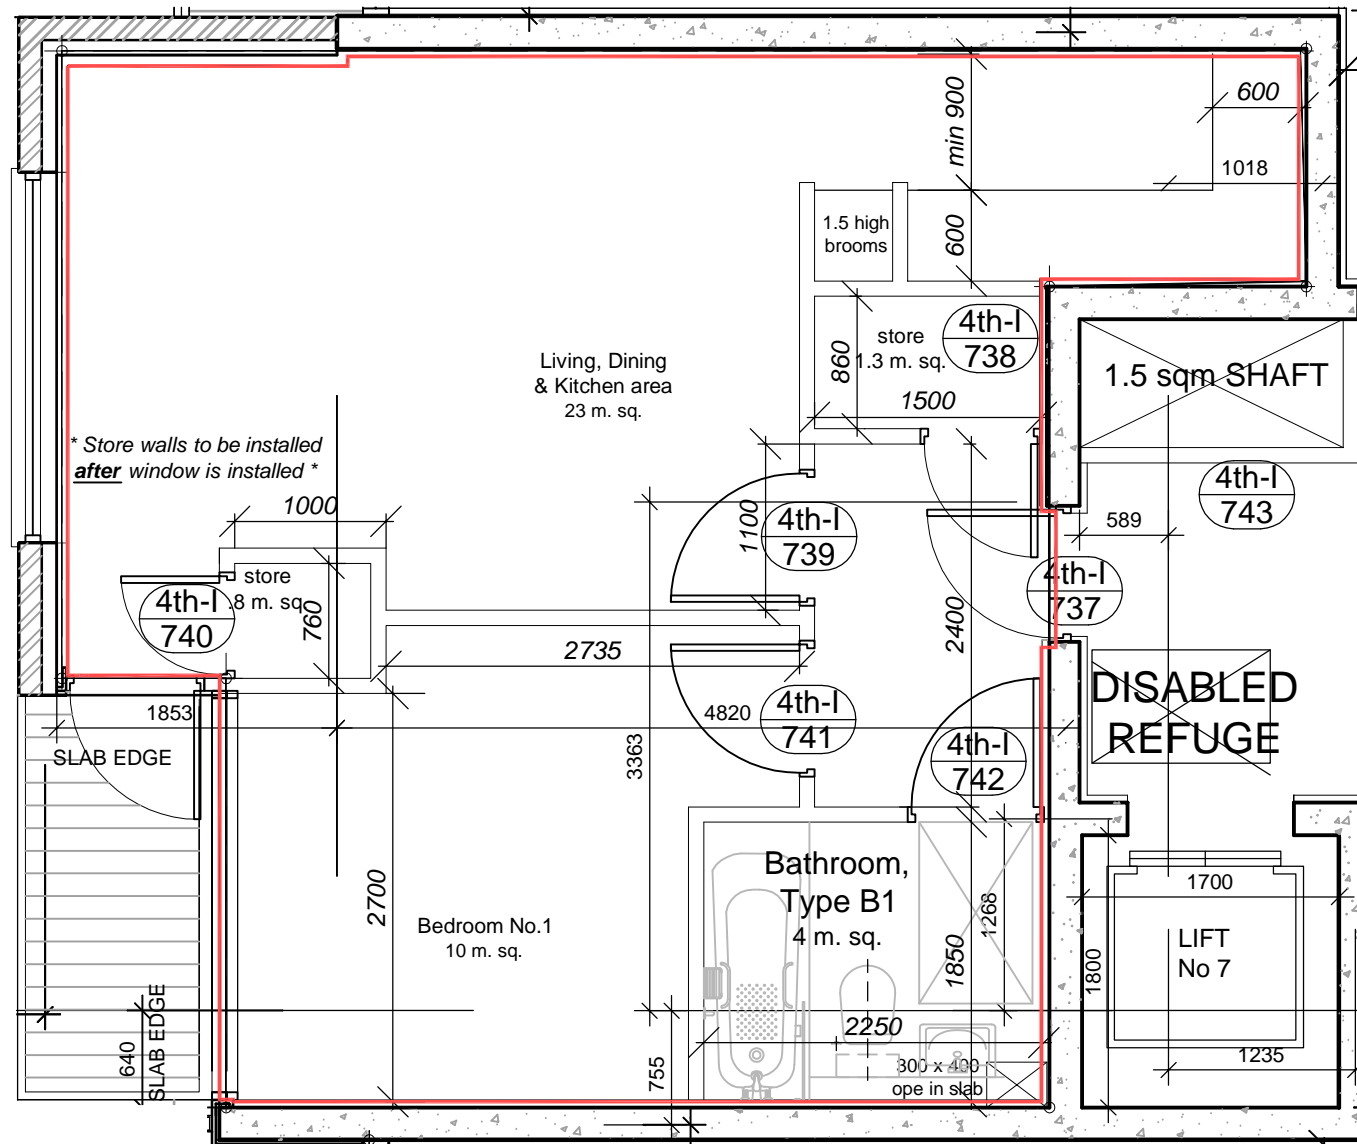 600
min 900
1018
600
1.5 high
brooms
4th-I
738
store
1.3 m. sq.
860
1500
1.5 sqm SHAFT
Living, Dining
& Kitchen area
23 m. sq.
* Store walls to be installed
after window is installed *
1000
4th-I
743
589
4th-I
739
1100
store
.8 m. sq
4th-I
740
760
4th-I
737
2400
2735
DISABLED
REFUGE
1853
4820
4th-I
741
3363
4th-I
742
SLAB EDGE
2700
Bathroom,
Type B1
4 m. sq.
1268
1850
1700
Bedroom No.1
10 m. sq.
LIFT
No 7
1800
2250
1235
640
SLAB EDGE
755
300 x 400
ope in slab